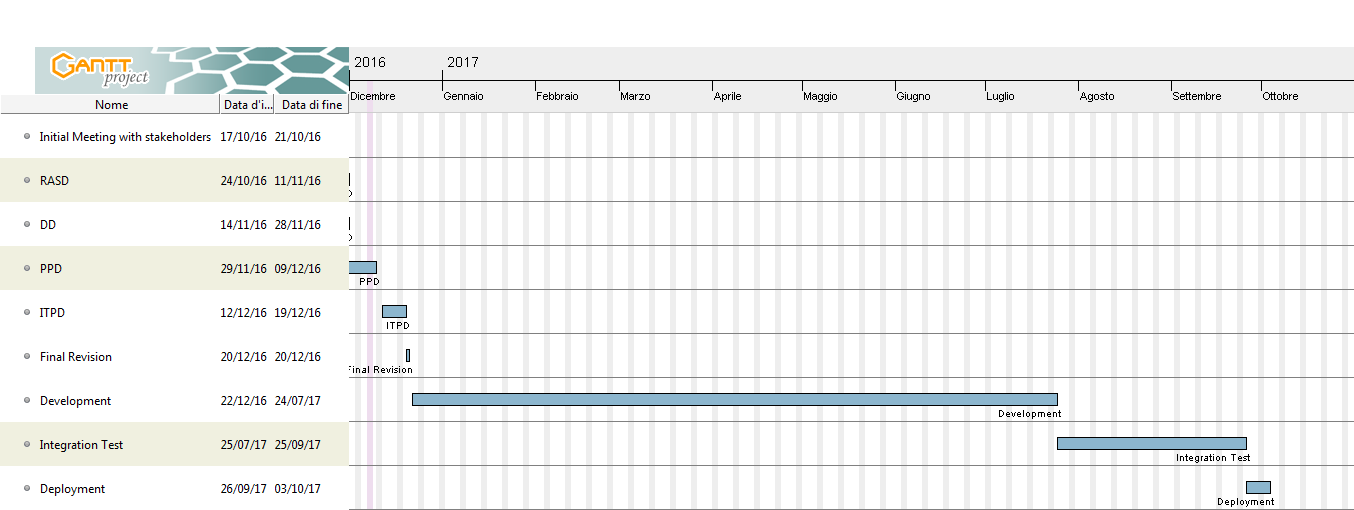 GANTT project
2016 2017
Nome Data d'i... Data di fine
Dicembre Gennaio Febbraio Marzo Aprile Maggio Giugno Luglio Agosto Settembre Ottobre
Initial Meeting with stakeholders 17/10/16 21/10/16
RASD 24/10/16 11/11/16
D
DD 14/11/16 28/11/16
D
PPD 29/11/16 09/12/16
PPD
ITPD 12/12/16 19/12/16
ITPD
Final Revision 20/12/16 20/12/16
Final Revision
Development 22/12/16 24/07/17
Development
Integration Test 25/07/17 25/09/17
Integration Test
Deployment 26/09/17 03/10/17
Deployment